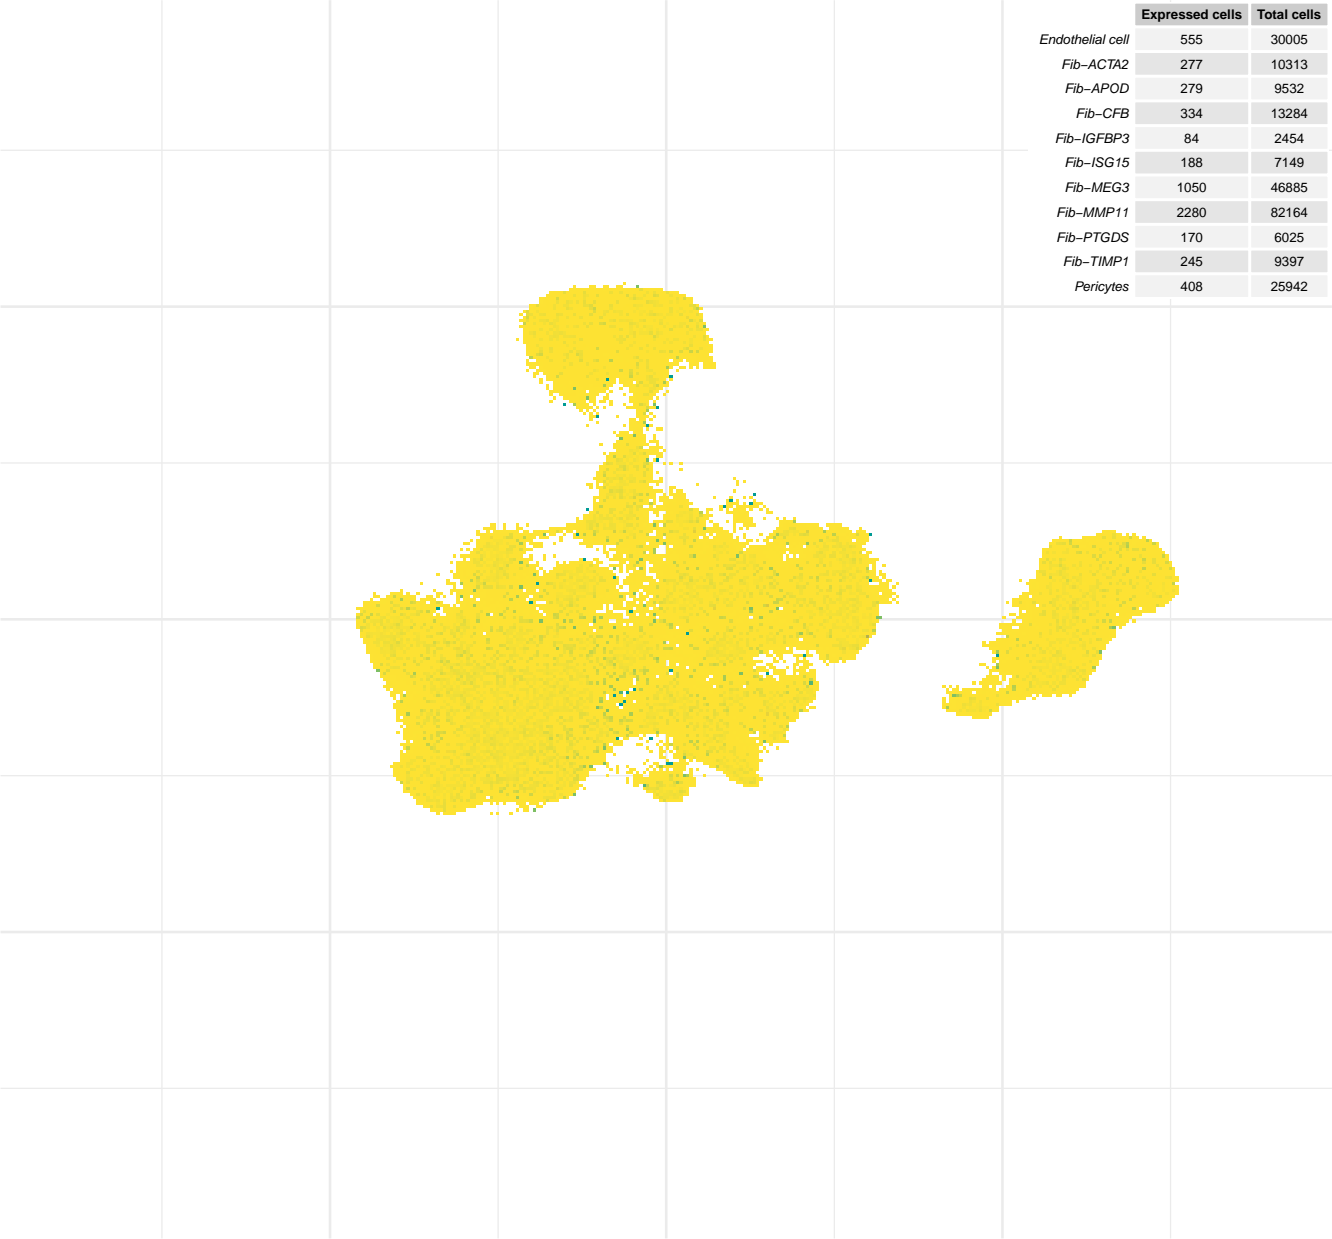 Expressed cells Total cells
Endothelial cell 555 30005
Fib−ACTA2 277 10313
Fib−APOD 279 9532
Fib−CFB 334 13284
Fib−IGFBP3 84 2454
Fib−ISG15 188 7149
Fib−MEG3 1050 46885
Fib−MMP11 2280 82164
Fib−PTGDS 170 6025
Fib−TIMP1 245 9397
Pericytes 408 25942